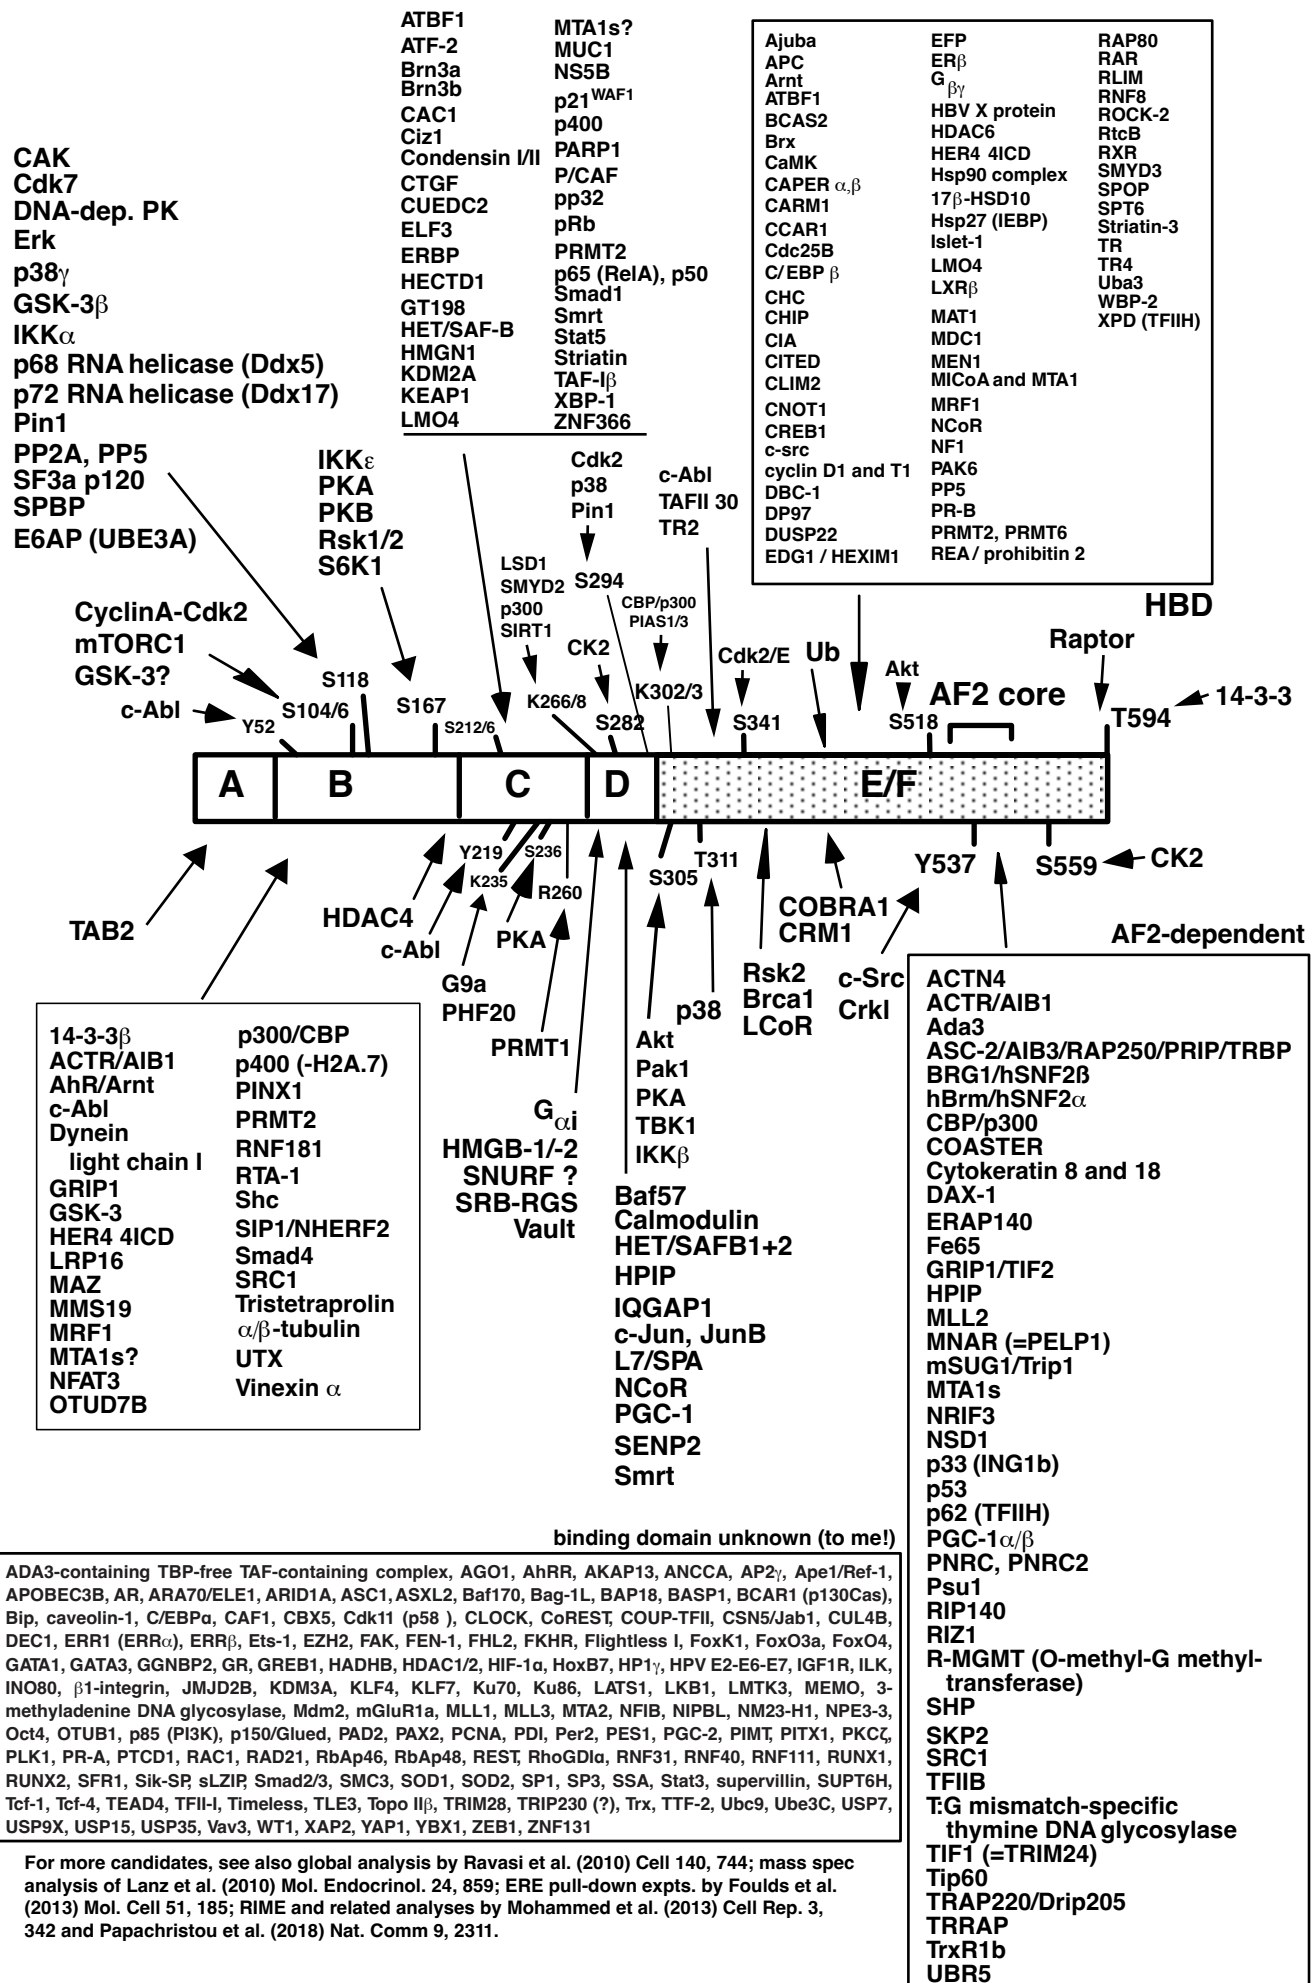 CAK
Cdk7
DNA-dep. PK
Erk
p38γ
GSK-3β
IKKα
p68 RNA helicase (Ddx5)
p72 RNA helicase (Ddx17)
Pin1
PP2A, PP5
SF3a p120
SPBP
E6AP (UBE3A)
ATBF1
ATF-2
Brn3a
Brn3b
CAC1
Ciz1
Condensin I/II
CTGF
CUEDC2
ELF3
ERBP
HECTD1
GT198
HET/SAF-B
HMGN1
KDM2A
KEAP1
LMO4
MTA1s?
MUC1
NS5B
p21WAF1
p400
PARP1
P/CAF
pp32
pRb
PRMT2
p65 (RelA), p50
Smad1
Smrt
Stat5
Striatin
TAF-Iβ
XBP-1
ZNF366
Ajuba
APC
Arnt
ATBF1
BCAS2
Brx
CaMK
CAPER α,β
CARM1
CCAR1
Cdc25B
C/EBP β
CHC
CHIP
CIA
CITED
CLIM2
CNOT1
CREB1
c-src
cyclin D1 and T1
DBC-1
DP97
DUSP22
EDG1 / HEXIM1
EFP
ERβ
Gβγ
HBV X protein
HDAC6
HER4 4ICD
Hsp90 complex
17β-HSD10
Hsp27 (IEBP)
Islet-1
LMO4
LXRβ
MAT1
MDC1
MEN1
MICoA and MTA1
MRF1
NCoR
NF1
PAK6
PP5
PR-B
PRMT2, PRMT6
REA / prohibitin 2
RAP80
RAR
RLIM
RNF8
ROCK-2
RtcB
RXR
SMYD3
SPOP
SPT6
Striatin-3
TR
TR4
Uba3
WBP-2
XPD (TFIIH)
HBD
IKKε
PKA
PKB
Rsk1/2
S6K1
Cdk2
p38
Pin1
c-Abl
TAFII 30
TR2
LSD1
SMYD2
p300
SIRT1
S294
CBP/p300
PIAS1/3
CyclinA-Cdk2
mTORC1
GSK-3?
c-Abl
CK2
Cdk2/E
Ub
Akt
Raptor
14-3-3
Y52
S104/6
S118
S167
S212/6
K266/8
S282
K302/3
S341
S518
AF2 core
T594
A
B
C
D
E/F
Y219
K235
S236
R260
S305
T311
Y537
S559
CK2
TAB2
HDAC4
c-Abl
G9a
PHF20
PKA
PRMT1
COBRA1
CRM1
Rsk2
Brca1
LCoR
c-Src
Crkl
p38
Akt
Pak1
PKA
TBK1
IKKβ
Gαi
HMGB-1/-2
SNURF ?
SRB-RGS
Vault
Baf57
Calmodulin
HET/SAFB1+2
HPIP
IQGAP1
c-Jun, JunB
L7/SPA
NCoR
PGC-1
SENP2
Smrt
14-3-3β
ACTR/AIB1
AhR/Arnt
c-Abl
Dynein
light chain I
GRIP1
GSK-3
HER4 4ICD
LRP16
MAZ
MMS19
MRF1
MTA1s?
NFAT3
OTUD7B
p300/CBP
p400 (-H2A.7)
PINX1
PRMT2
RNF181
RTA-1
Shc
SIP1/NHERF2
Smad4
SRC1
Tristetraprolin
α/β-tubulin
UTX
Vinexin α
AF2-dependent
ACTN4
ACTR/AIB1
Ada3
ASC-2/AIB3/RAP250/PRIP/TRBP
BRG1/hSNF2ß
hBrm/hSNF2α
CBP/p300
COASTER
Cytokeratin 8 and 18
DAX-1
ERAP140
Fe65
GRIP1/TIF2
HPIP
MLL2
MNAR (=PELP1)
mSUG1/Trip1
MTA1s
NRIF3
NSD1
p33 (ING1b)
p53
p62 (TFIIH)
PGC-1α/β
PNRC, PNRC2
Psu1
RIP140
RIZ1
R-MGMT (O-methyl-G methyl-
transferase)
SHP
SKP2
SRC1
TFIIB
T:G mismatch-specific
thymine DNA glycosylase
TIF1 (=TRIM24)
Tip60
TRAP220/Drip205
TRRAP
TrxR1b
UBR5
binding domain unknown (to me!)
ADA3-containing TBP-free TAF-containing complex, AGO1, AhRR, AKAP13, ANCCA, AP2γ, Ape1/Ref-1,
APOBEC3B, AR, ARA70/ELE1, ARID1A, ASC1, ASXL2, Baf170, Bag-1L, BAP18, BASP1, BCAR1 (p130Cas),
Bip, caveolin-1, C/EBPα, CAF1, CBX5, Cdk11 (p58 ), CLOCK, CoREST, COUP-TFII, CSN5/Jab1, CUL4B,
DEC1, ERR1 (ERRα), ERRβ, Ets-1, EZH2, FAK, FEN-1, FHL2, FKHR, Flightless I, FoxK1, FoxO3a, FoxO4,
GATA1, GATA3, GGNBP2, GR, GREB1, HADHB, HDAC1/2, HIF-1α, HoxB7, HP1γ, HPV E2-E6-E7, IGF1R, ILK,
INO80, β1-integrin, JMJD2B, KDM3A, KLF4, KLF7, Ku70, Ku86, LATS1, LKB1, LMTK3, MEMO, 3-
methyladenine DNA glycosylase, Mdm2, mGluR1a, MLL1, MLL3, MTA2, NFIB, NIPBL, NM23-H1, NPE3-3,
Oct4, OTUB1, p85 (PI3K), p150/Glued, PAD2, PAX2, PCNA, PDI, Per2, PES1, PGC-2, PIMT, PITX1, PKCζ,
PLK1, PR-A, PTCD1, RAC1, RAD21, RbAp46, RbAp48, REST, RhoGDIα, RNF31, RNF40, RNF111, RUNX1,
RUNX2, SFR1, Sik-SP, sLZIP, Smad2/3, SMC3, SOD1, SOD2, SP1, SP3, SSA, Stat3, supervillin, SUPT6H,
Tcf-1, Tcf-4, TEAD4, TFII-I, Timeless, TLE3, Topo IIβ, TRIM28, TRIP230 (?), Trx, TTF-2, Ubc9, Ube3C, USP7,
USP9X, USP15, USP35, Vav3, WT1, XAP2, YAP1, YBX1, ZEB1, ZNF131
For more candidates, see also global analysis by Ravasi et al. (2010) Cell 140, 744; mass spec
analysis of Lanz et al. (2010) Mol. Endocrinol. 24, 859; ERE pull-down expts. by Foulds et al.
(2013) Mol. Cell 51, 185; RIME and related analyses by Mohammed et al. (2013) Cell Rep. 3,
342 and Papachristou et al. (2018) Nat. Comm 9, 2311.